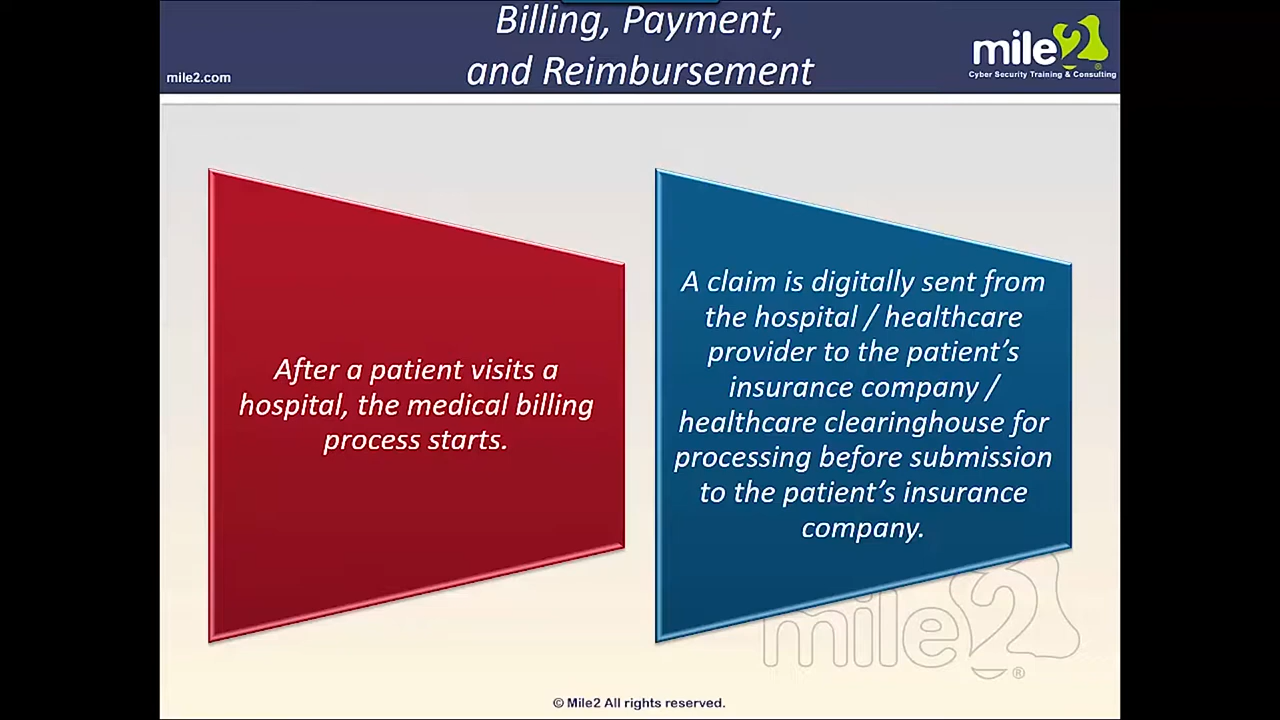 Billing, Payment,
and Reimbursement
mile2.com
mile2®
Cyber Security Training & Consulting
After a patient visits a
hospital, the medical billing
process starts.
A claim is digitally sent from
the hospital / healthcare
provider to the patient’s
insurance company /
healthcare clearinghouse for
processing before submission
to the patient’s insurance
company.
mile2®
© Mile2 All rights reserved.